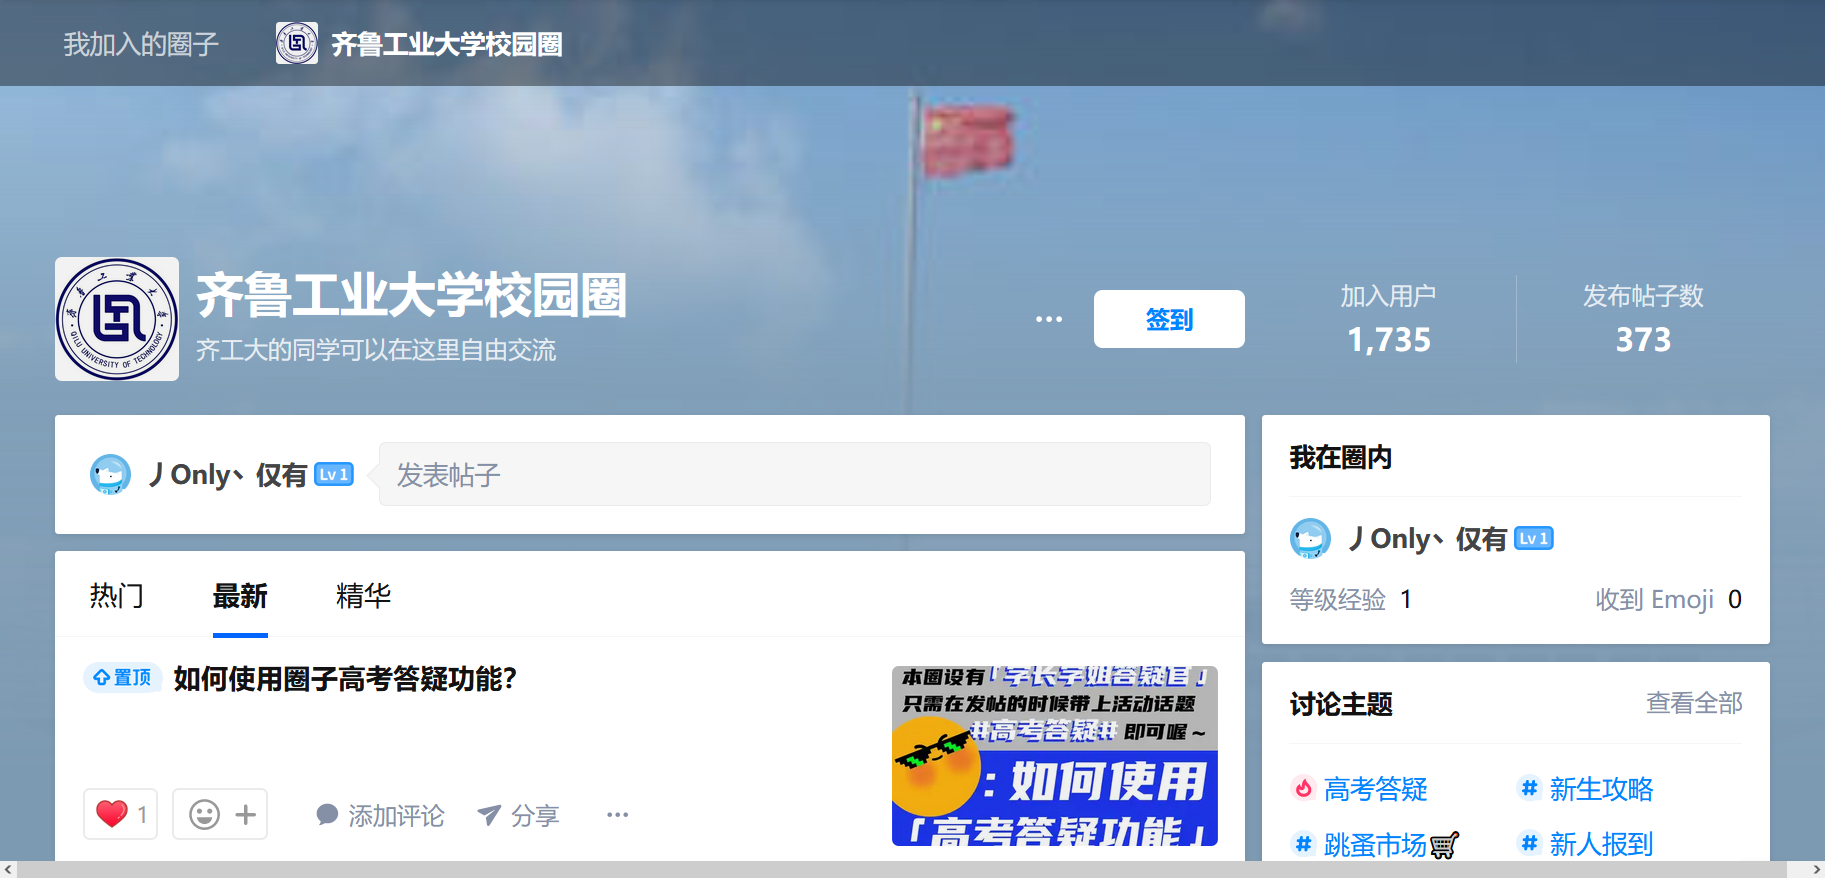 我加入的圈子
齐鲁工业大学校园圈
齐鲁工业大学校园圈
齐工大的同学可以在这里自由交流
签到
加入用户
1,735
发布帖子数
373
QILU UNIVERSITY OF TECHNOLOGY
丿Only丶仅有 Lv 1
发表帖子
热门 最新 精华
置顶 如何使用圈子高考答疑功能？
1
添加评论 分享
本圈设有「学长学姐答疑官」
只需在发帖的时候带上活动话题
#高考答疑# 即可喔～
：如何使用
「高考答疑功能」
我在圈内
丿Only丶仅有 Lv 1
等级经验 1
收到 Emoji 0
讨论主题 查看全部
高考答疑
# 新生攻略
# 跳蚤市场
# 新人报到